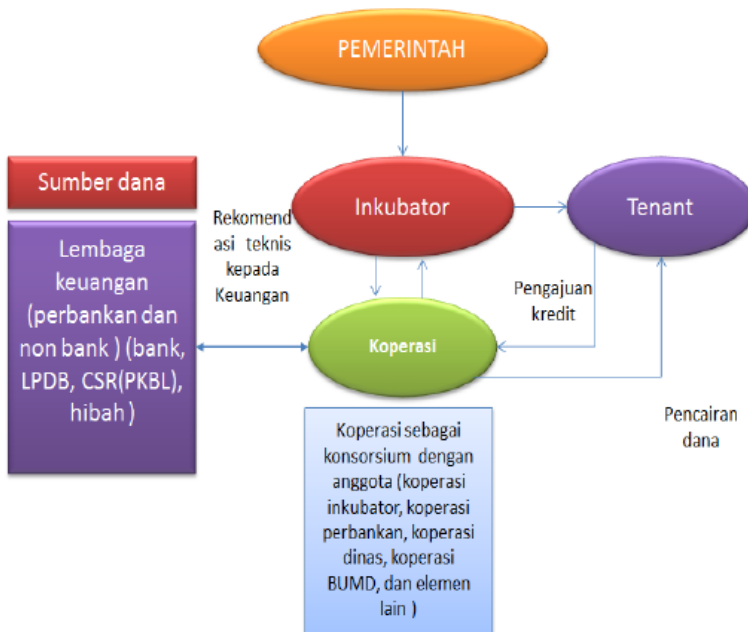 PEMERINTAH
Sumber dana
Inkubator
Tenant
Rekomend
asi teknis
kepada
Keuangan
Lembaga
keuangan
(perbankan dan
non bank ) (bank,
LPDB, CSR(PKBL),
hibah )
Pengajuan
kredit
Koperasi
Pencairan
dana
Koperasi sebagai
konsorsium dengan
anggota (koperasi
inkubator, koperasi
perbankan, koperasi
dinas, koperasi
BUMD, dan elemen
lain )